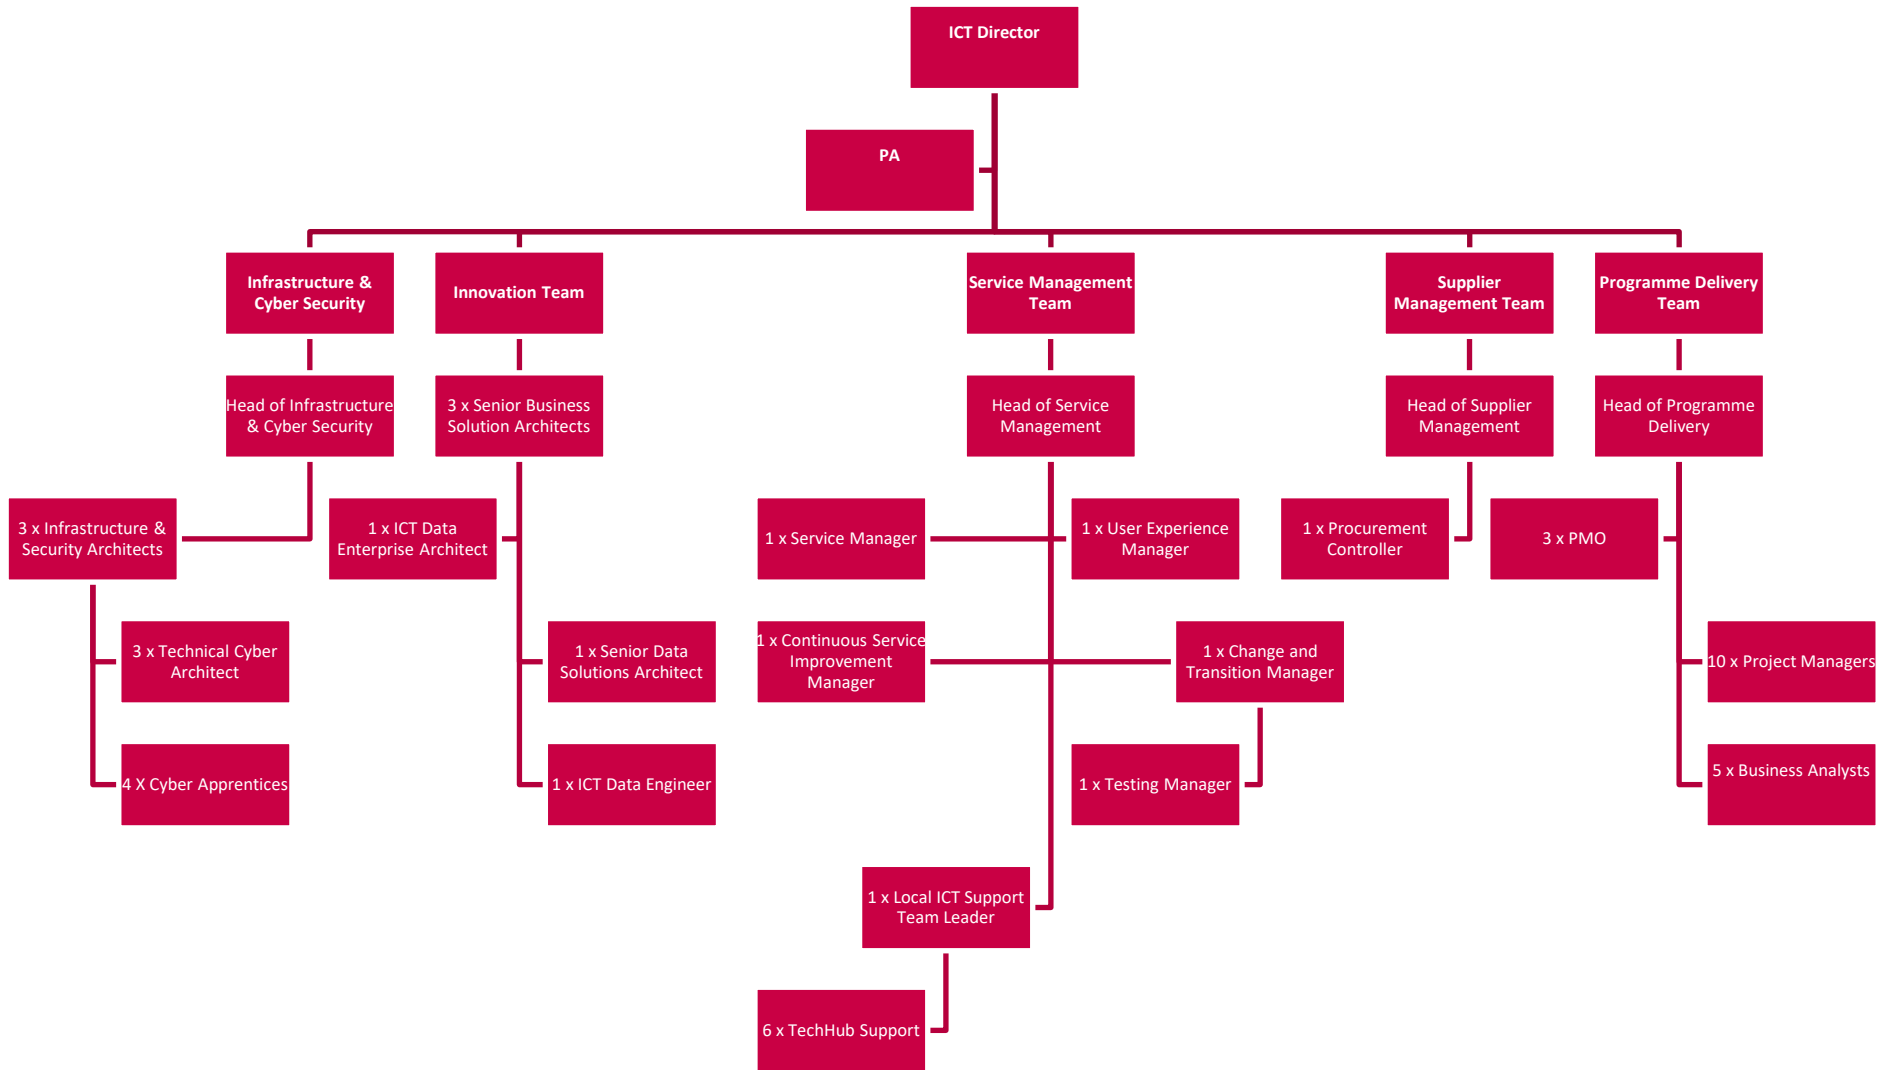 ICT Director
PA
Infrastructure &
Cyber Security
Innovation Team
Service Management
Team
Supplier
Management Team
Programme Delivery
Team
Head of Infrastructure
& Cyber Security
3 x Senior Business
Solution Architects
Head of Service
Management
Head of Supplier
Management
Head of Programme
Delivery
3 x Infrastructure &
Security Architects
1 x ICT Data
Enterprise Architect
1 x Service Manager
1 x User Experience
Manager
1 x Procurement
Controller
3 x PMO
3 x Technical Cyber
Architect
1 x Senior Data
Solutions Architect
1 x Continuous Service
Improvement
Manager
1 x Change and
Transition Manager
10 x Project Managers
4 X Cyber Apprentices
1 x ICT Data Engineer
1 x Testing Manager
5 x Business Analysts
1 x Local ICT Support
Team Leader
6 x TechHub Support